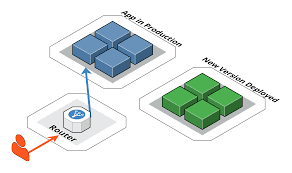 App in Production
New Version Deployed
Router